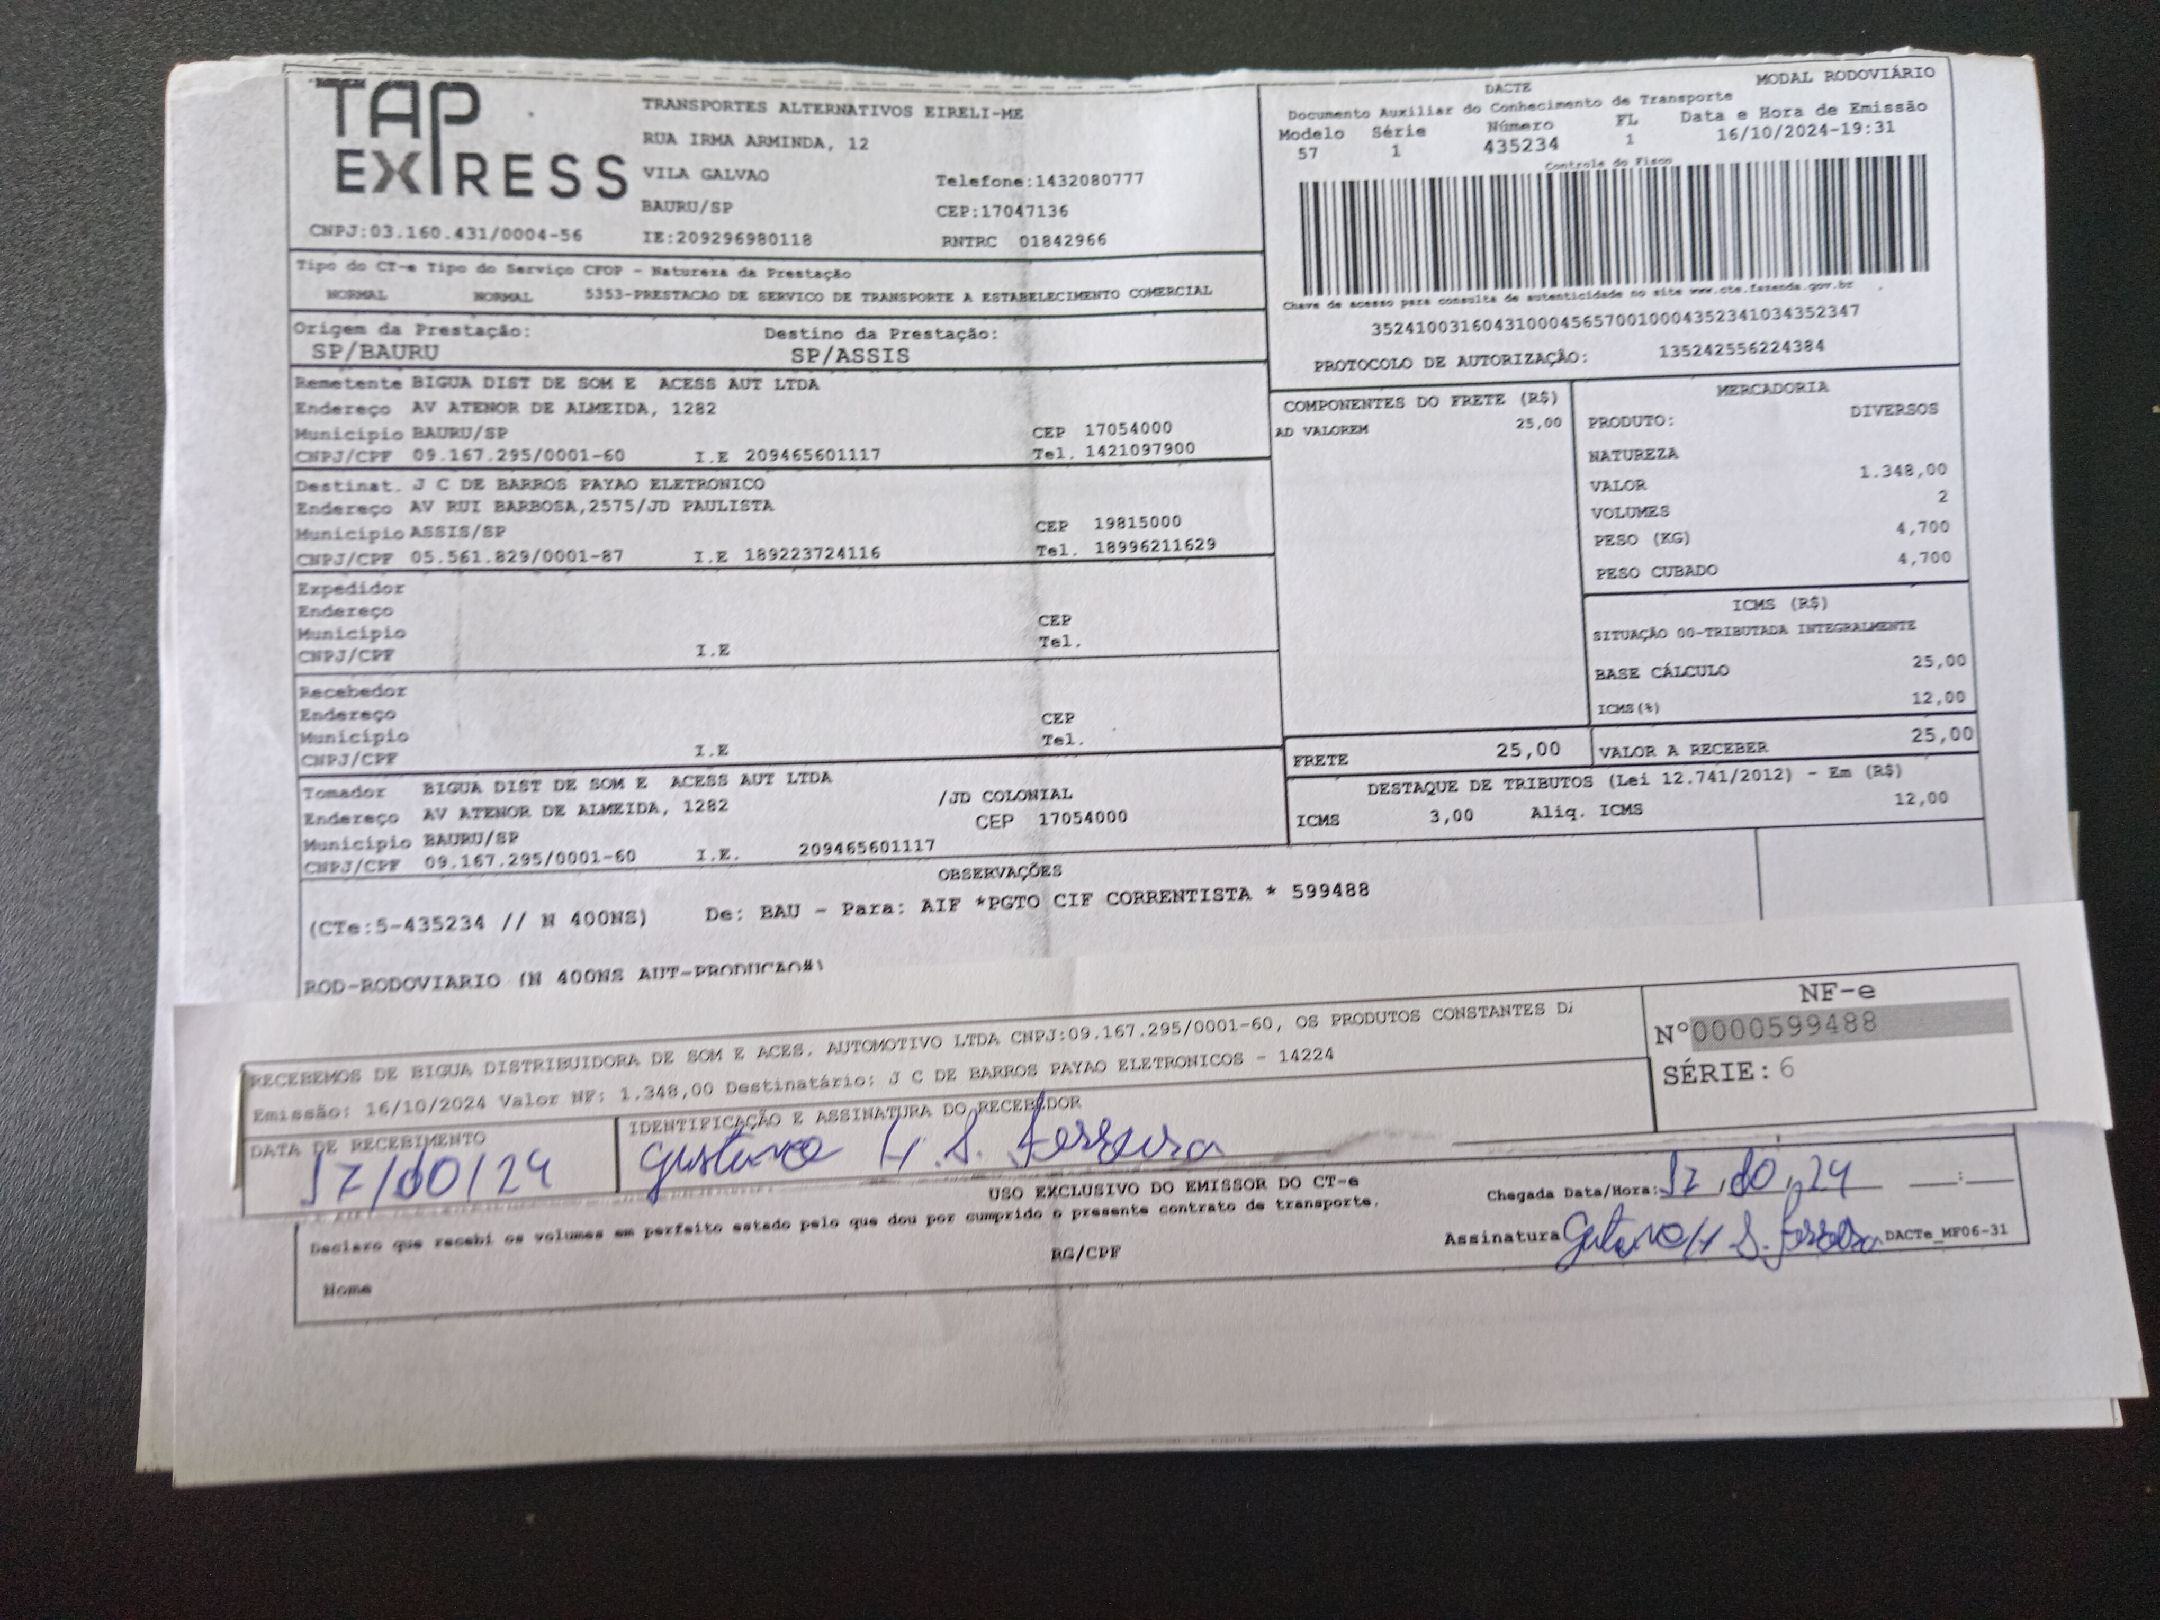 TAP EXPRESS
TRANSPORTES ALTERNATIVOS EIRELI-ME
RUA IRMA ARMINDA, 12
VILA GALVAO Telefone:1432080777
BAURU/SP CEP:17047136
CNPJ:03.160.431/0004-56 IE:209296980118 RNTRC 01842966
DACTE MODAL RODOVIÁRIO
Documento Auxiliar do Conhecimento de Transporte
Modelo Série Número FL Data e Hora de Emissão
57 1 435234 1 16/10/2024-19:31
Controle do Fisco
Chave de acesso para consulta de autenticidade no site www.cte.fazenda.gov.br
35241003160431000456570010004352341034352347
PROTOCOLO DE AUTORIZAÇÃO: 135242556224384
Tipo do CT-e Tipo do Serviço CFOP - Natureza da Prestação
NORMAL NORMAL 5353-PRESTACAO DE SERVICO DE TRANSPORTE A ESTABELECIMENTO COMERCIAL
Origem da Prestação: Destino da Prestação:
SP/BAURU SP/ASSIS
Remetente BIGUA DIST DE SOM E ACESS AUT LTDA
Endereço AV ATENOR DE ALMEIDA, 1282
Município BAURU/SP CEP 17054000
CNPJ/CPF 09.167.295/0001-60 I.E 209465601117 Tel. 1421097900
Destinat. J C DE BARROS PAYAO ELETRONICO
Endereço AV RUI BARBOSA,2575/JD PAULISTA
Município ASSIS/SP CEP 19815000
CNPJ/CPF 05.561.829/0001-87 I.E 189223724116 Tel. 18996211629
Expedidor
Endereço
Município CEP
CNPJ/CPF I.E Tel.
Recebedor
Endereço
Município CEP
CNPJ/CPF I.E Tel.
Tomador BIGUA DIST DE SOM E ACESS AUT LTDA
Endereço AV ATENOR DE ALMEIDA, 1282 /JD COLONIAL
Município BAURU/SP CEP 17054000
CNPJ/CPF 09.167.295/0001-60 I.E. 209465601117
COMPONENTES DO FRETE (R$)
AD VALOREM 25,00
MERCADORIA
PRODUTO: DIVERSOS
NATUREZA
VALOR 1.348,00
VOLUMES 2
PESO (KG) 4,700
PESO CUBADO 4,700
ICMS (R$)
SITUAÇÃO 00-TRIBUTADA INTEGRALMENTE
BASE CÁLCULO 25,00
ICMS(%) 12,00
FRETE 25,00 VALOR A RECEBER 25,00
DESTAQUE DE TRIBUTOS (Lei 12.741/2012) - Em (R$)
ICMS 3,00 Aliq. ICMS 12,00
OBSERVAÇÕES
(CTe:5-435234 // N 400NS) De: BAU - Para: AIF *PGTO CIF CORRENTISTA * 599488
ROD-RODOVIARIO (N 400NS AUT-PRODUCAO#)
RECEBEMOS DE BIGUA DISTRIBUIDORA DE SOM E ACES. AUTOMOTIVO LTDA CNPJ:09.167.295/0001-60, OS PRODUTOS CONSTANTES DA
Emissão: 16/10/2024 Valor NF: 1.348,00 Destinatário: J C DE BARROS PAYAO ELETRONICOS - 14224
NF-e
N°0000599488
SÉRIE: 6
DATA DE RECEBIMENTO IDENTIFICAÇÃO E ASSINATURA DO RECEBEDOR
17/10/24 Gustavo H. S. Ferreira
USO EXCLUSIVO DO EMISSOR DO CT-e
Declaro que recebi os volumes em perfeito estado pelo que dou por cumprido o presente contrato de transporte.
Chegada Data/Hora: 17,10,24 :
Nome RG/CPF Assinatura Gustavo H S. Ferreira DACTe_MF06-31